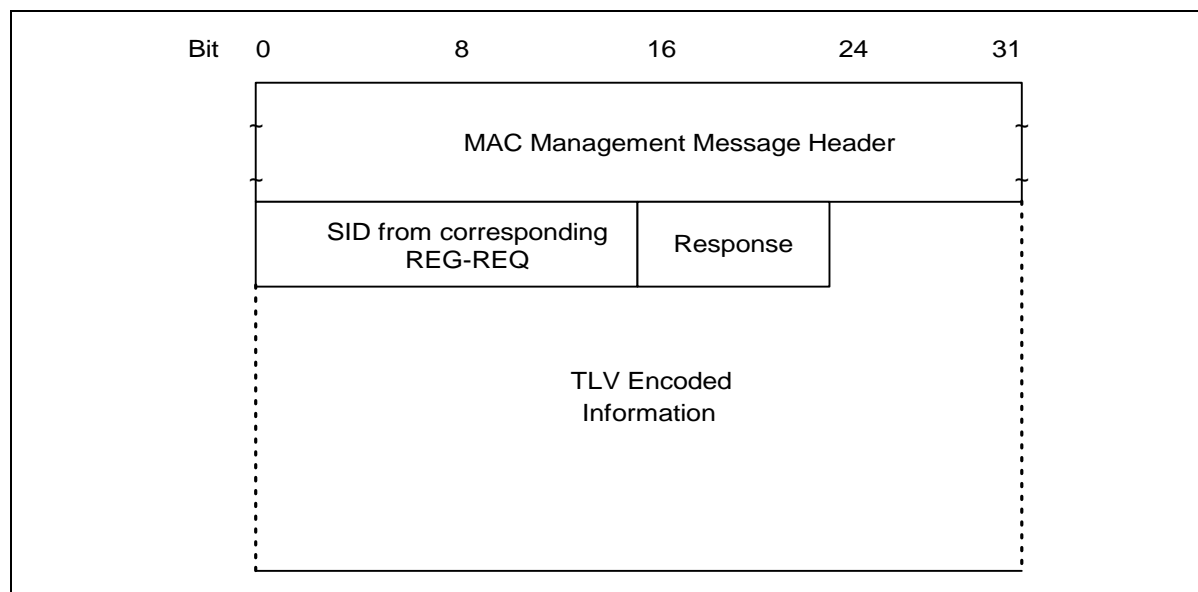 Bit 0 8 16 24 31
MAC Management Message Header
SID from corresponding
REG-REQ
Response
TLV Encoded
Information